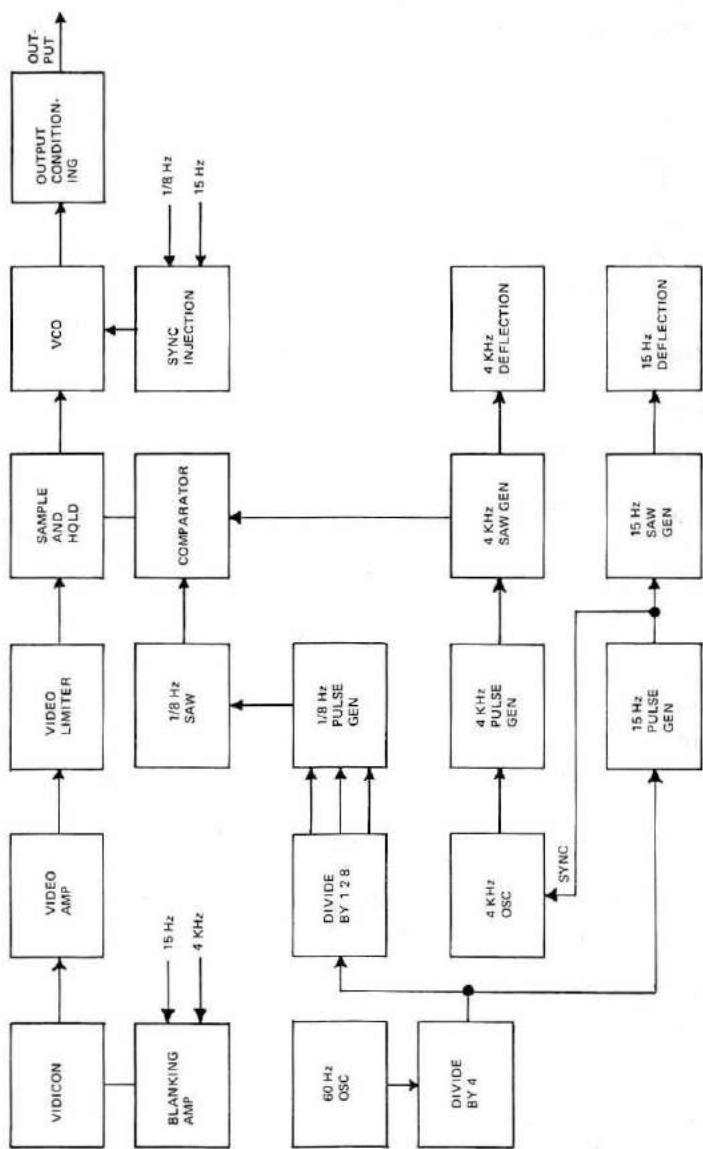 VIDICON
VIDEO
AMP
VIDEO
LIMITER
SAMPLE
AND
HOLD
VCO
OUTPUT
CONDITION-
ING
OUT-
PUT
BLANKING
AMP
15 Hz
4 KHz
1/8 Hz
SAW
COMPARATOR
SYNC
INJECTION
1/8 Hz
15 Hz
60 Hz
OSC
DIVIDE
BY 1 2 8
1/8 Hz
PULSE
GEN
DIVIDE
BY 4
4 KHz
OSC
4 KHz
PULSE
GEN
4 KHz
SAW GEN
4 KHz
DEFLECTION
SYNC
15 Hz
PULSE
GEN
15 Hz
SAW
GEN
15 Hz
DEFLECTION